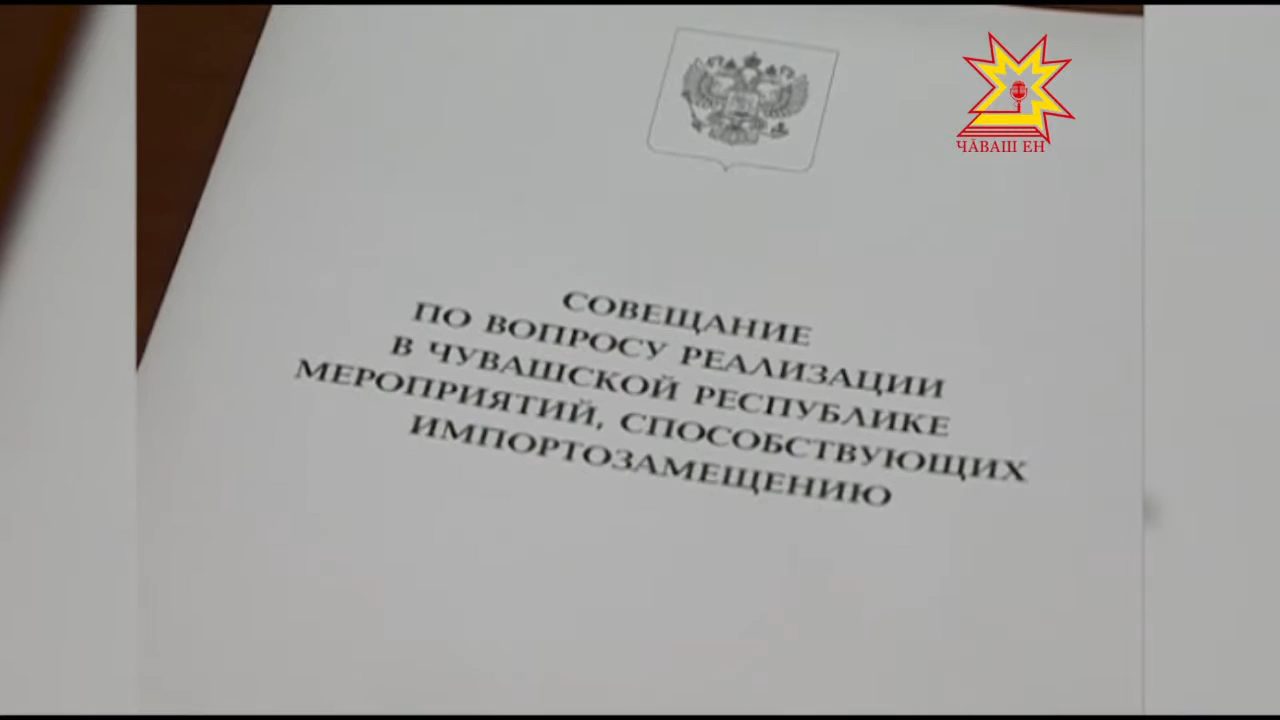 ЧӐВАШ ЕН
СОВЕЩАНИЕ
ПО ВОПРОСУ РЕАЛИЗАЦИИ
В ЧУВАШСКОЙ РЕСПУБЛИКЕ
МЕРОПРИЯТИЙ, СПОСОБСТВУЮЩИХ
ИМПОРТОЗАМЕЩЕНИЮ